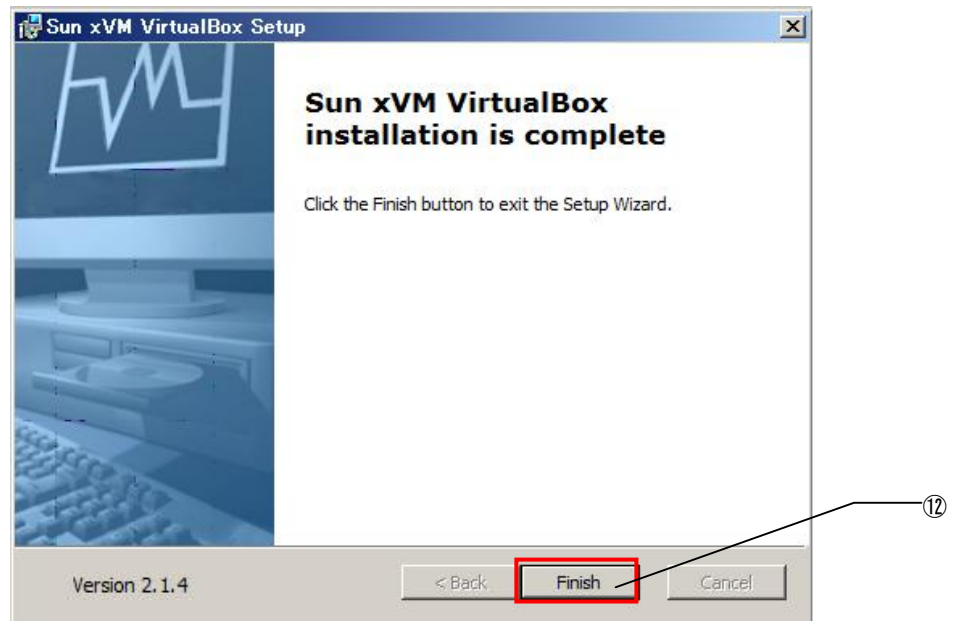 Sun xVM VirtualBox Setup
Sun xVM VirtualBox
installation is complete
Click the Finish button to exit the Setup Wizard.
⑫
Version 2.1.4
< Back
Finish
Cancel